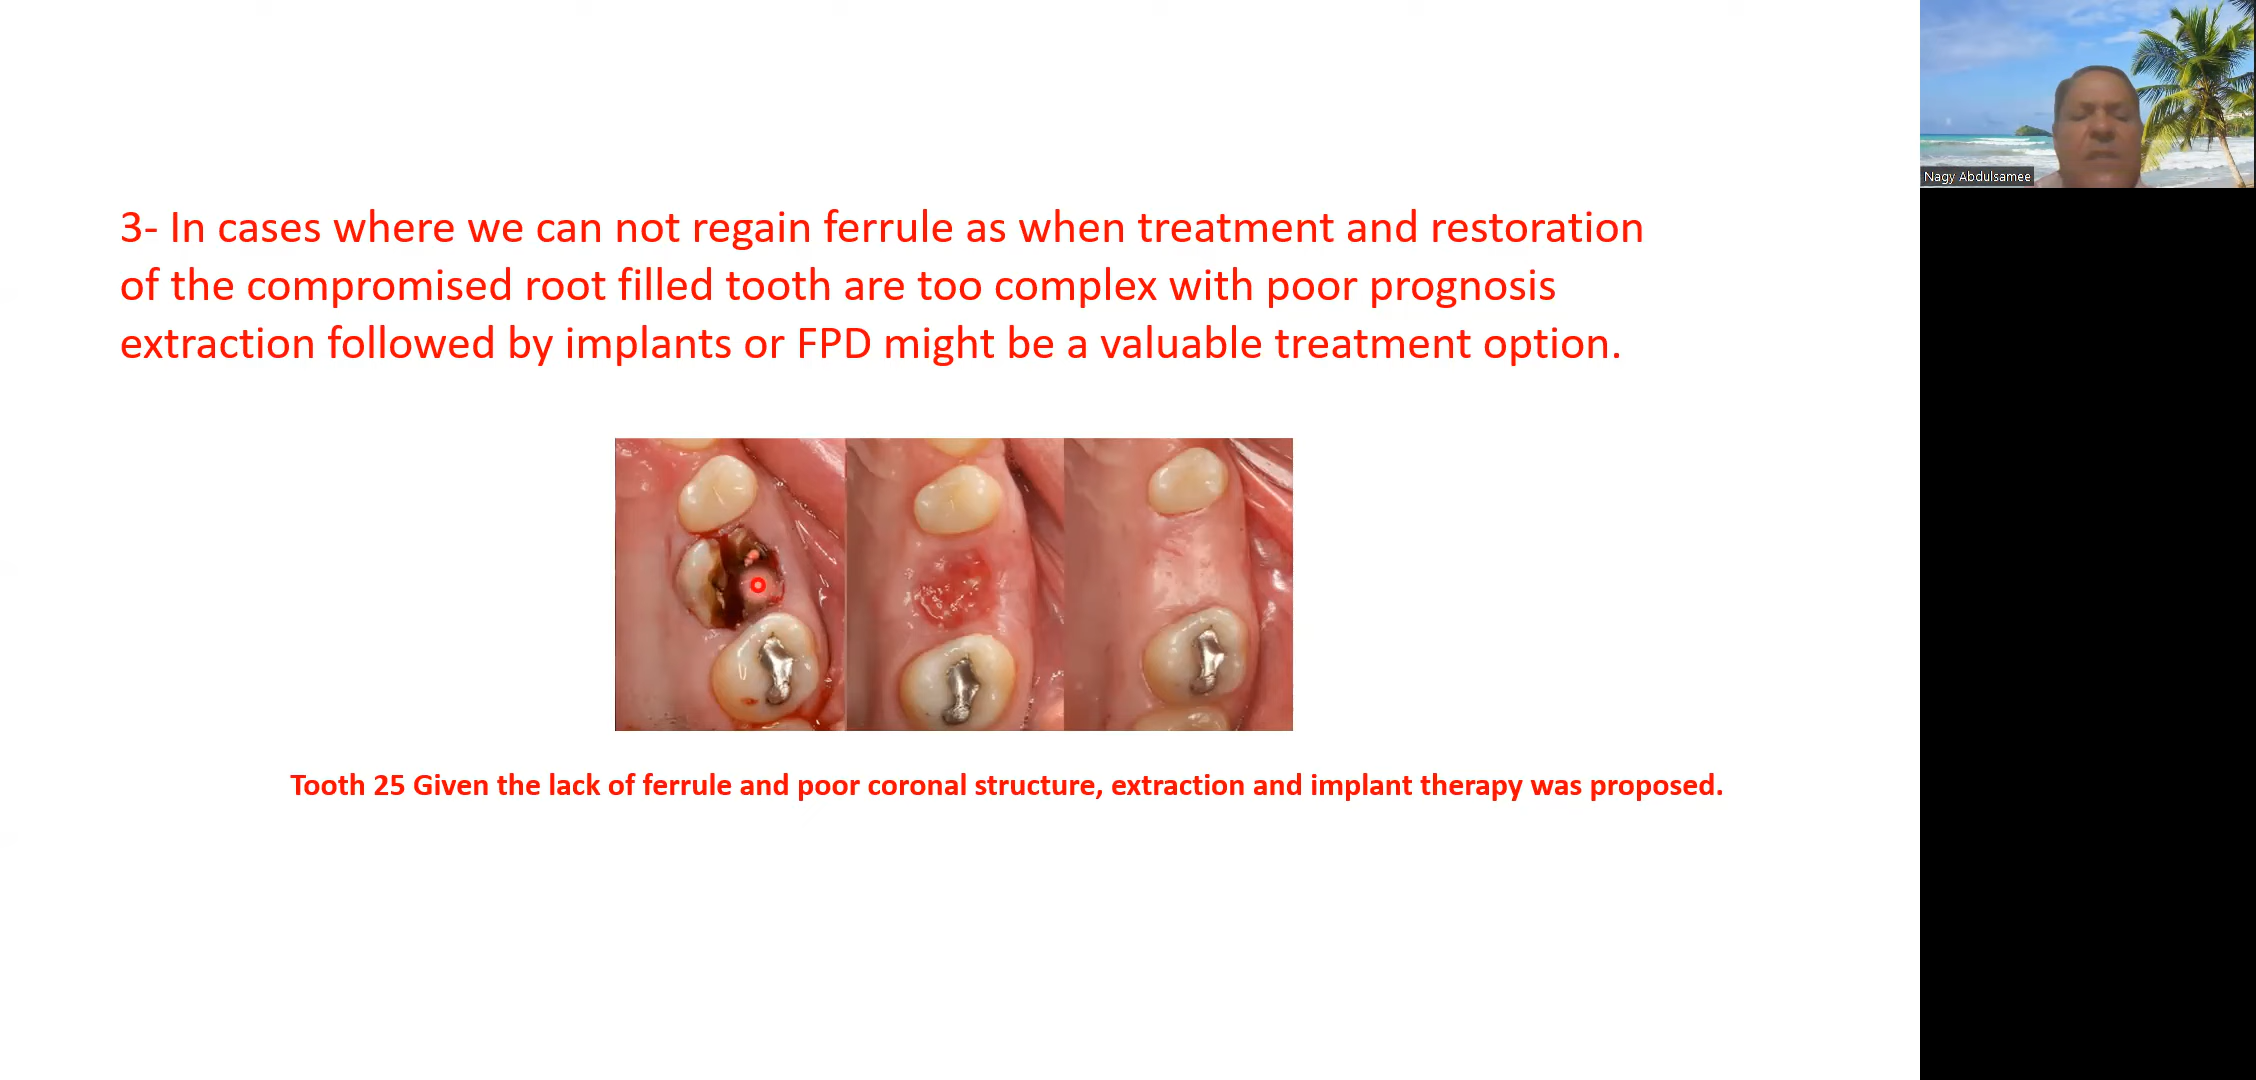 3- In cases where we can not regain ferrule as when treatment and restoration
of the compromised root filled tooth are too complex with poor prognosis
extraction followed by implants or FPD might be a valuable treatment option.
Tooth 25 Given the lack of ferrule and poor coronal structure, extraction and implant therapy was proposed.
Nagy Abdulsamee